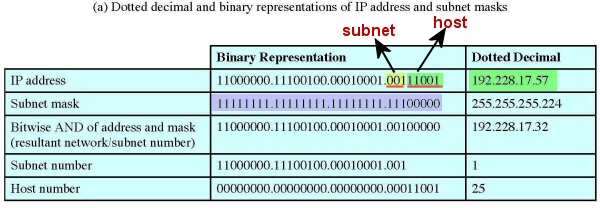 (a) Dotted decimal and binary representations of IP address and subnet masks
subnet
host
Binary Representation Dotted Decimal
IP address 11000000.11100100.00010001.00111001 192.228.17.57
Subnet mask 11111111.11111111.11111111.11100000 255.255.255.224
Bitwise AND of address and mask 11000000.11100100.00010001.00100000 192.228.17.32
(resultant network/subnet number)
Subnet number 11000000.11100100.00010001.001 1
Host number 00000000.00000000.00000000.00011001 25